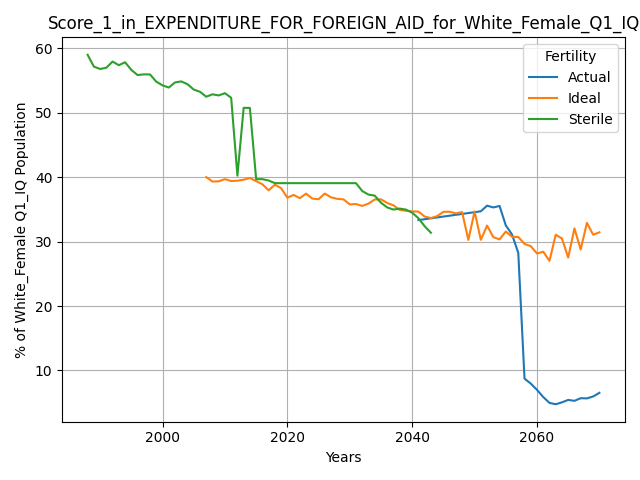 Score_1_in_EXPENDITURE_FOR_FOREIGN_AID_for_White_Female_Q1_IQ
60
50
40
30
20
10
% of White_Female Q1_IQ Population
Fertility
Actual
Ideal
Sterile
2000
2020
2040
2060
Years